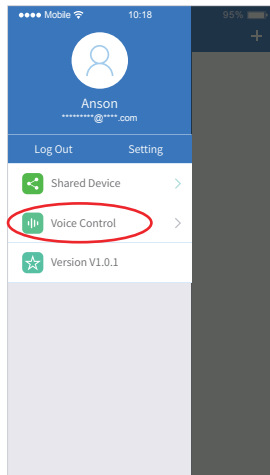 Mobile 10:18 95%
+
Anson
*********@****.com
Log Out Setting
Shared Device
Voice Control
Version V1.0.1